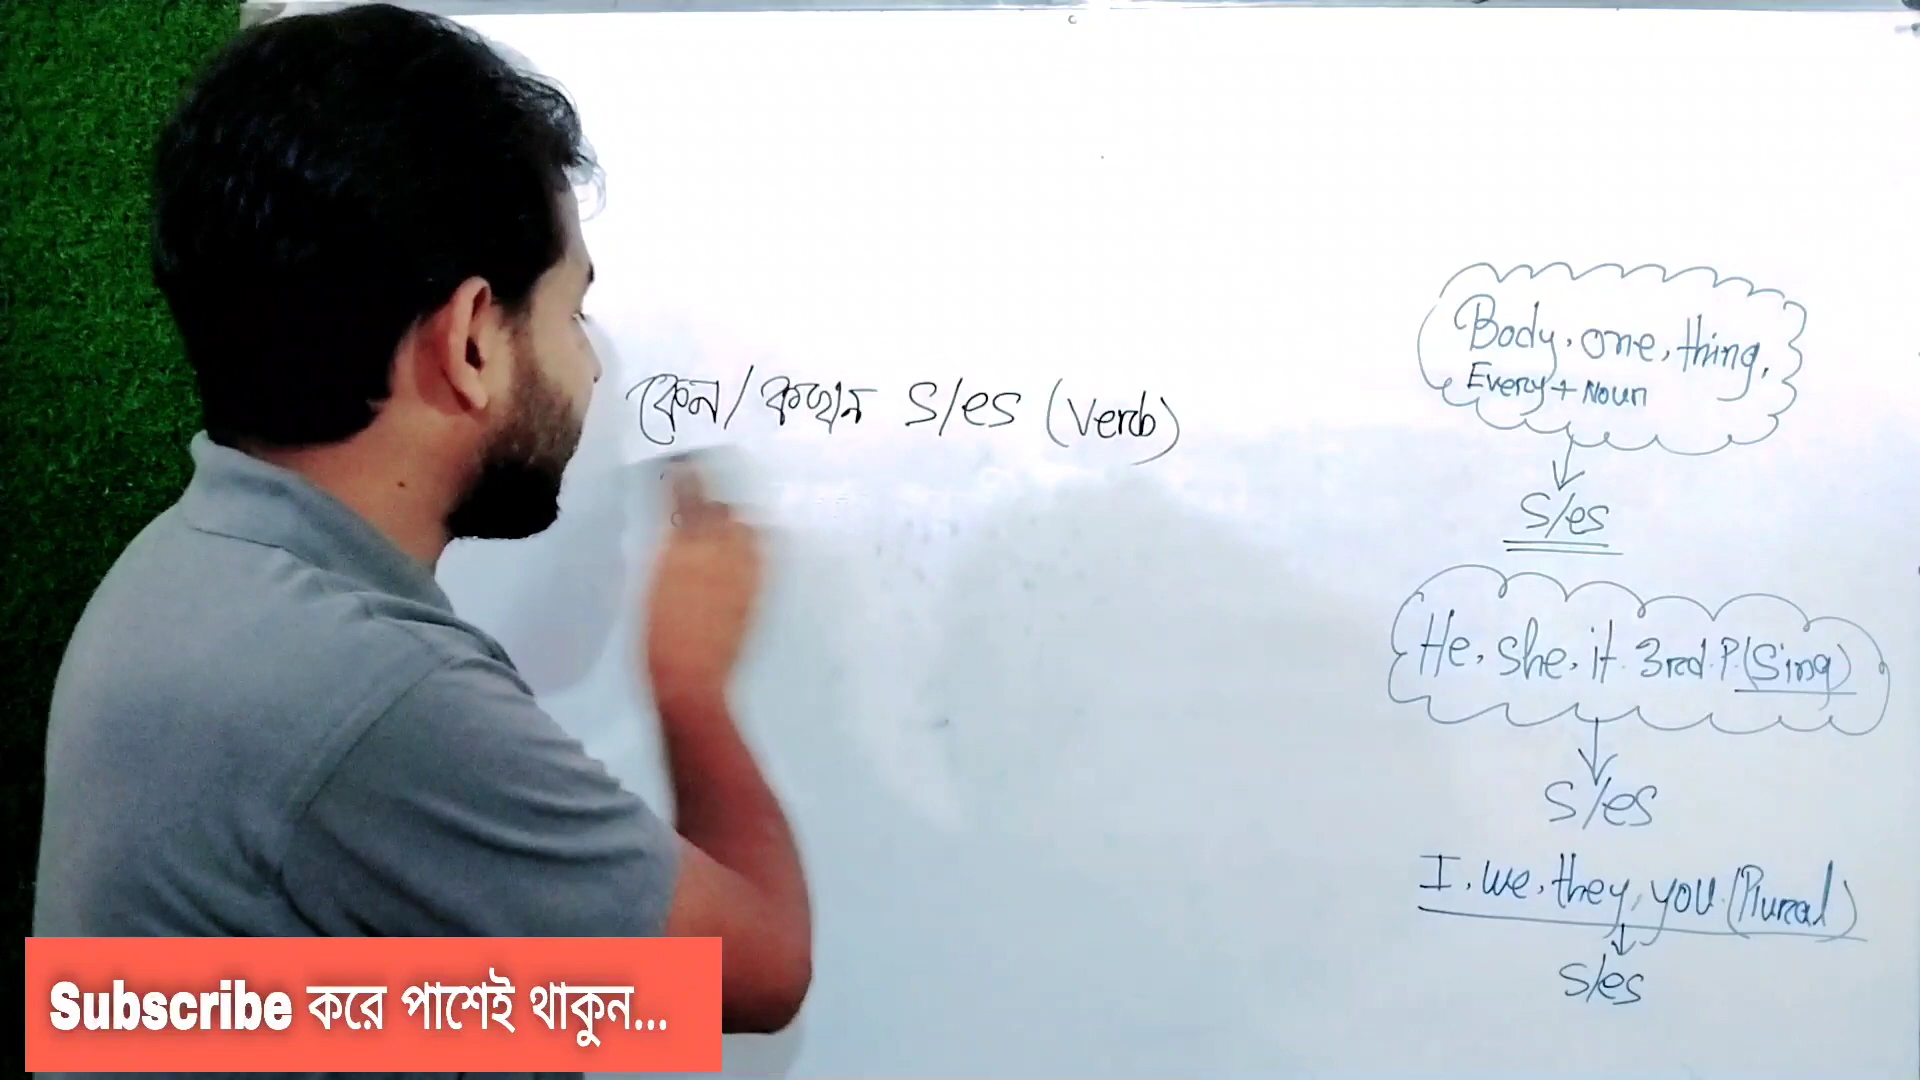 কেন/কখন s/es (verb)
Body, one, thing,
Every + Noun
S/es
He, she, it 3rd P. (Sing)
S/es
I, we, they, you (Plural)
S/es
Subscribe করে পাশেই থাকুন...